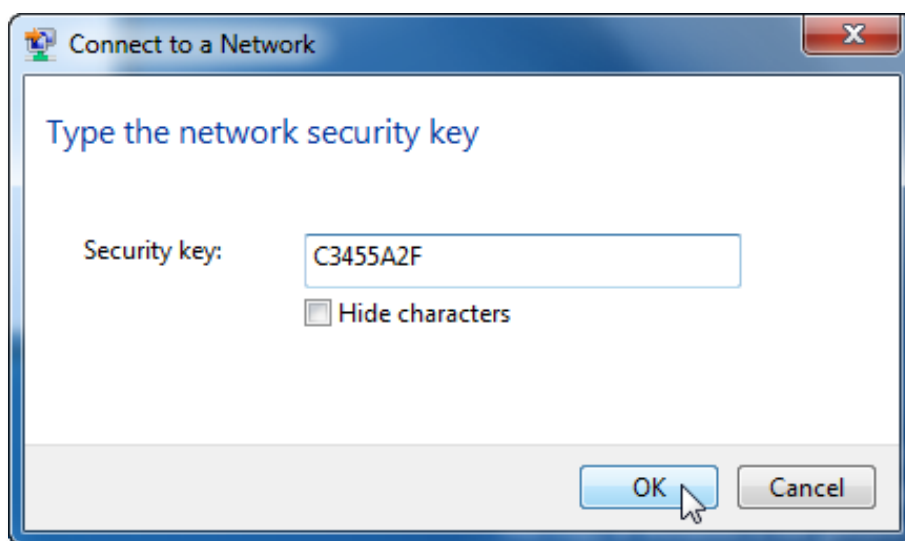 Connect to a Network
Type the network security key
Security key: C3455A2F
Hide characters
OK Cancel